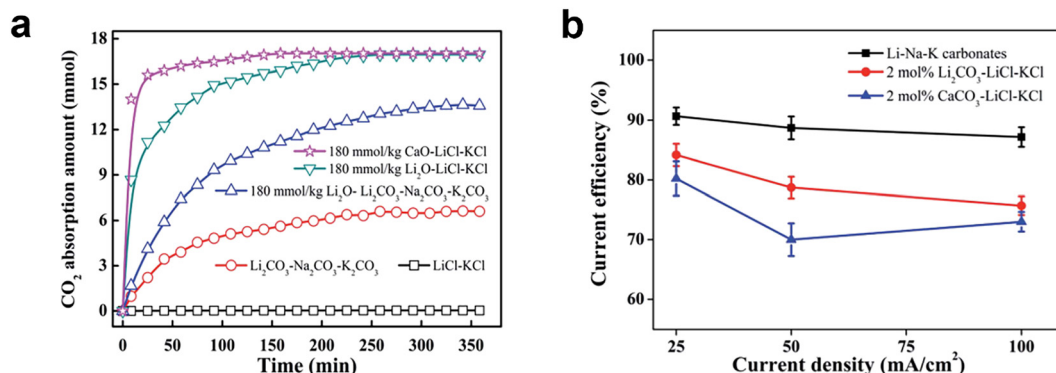 a
CO₂ absorption amount (mmol)
18
15
12
9
6
3
0
180 mmol/kg CaO-LiCl-KCl
180 mmol/kg Li₂O-LiCl-KCl
180 mmol/kg Li₂O- Li₂CO₃-Na₂CO₃-K₂CO₃
Li₂CO₃-Na₂CO₃-K₂CO₃
LiCl-KCl
0 50 100 150 200 250 300 350
Time (min)
b
Current efficiency (%)
100
90
80
70
60
Li-Na-K carbonates
2 mol% Li₂CO₃-LiCl-KCl
2 mol% CaCO₃-LiCl-KCl
25 50 75 100
Current density (mA/cm²)